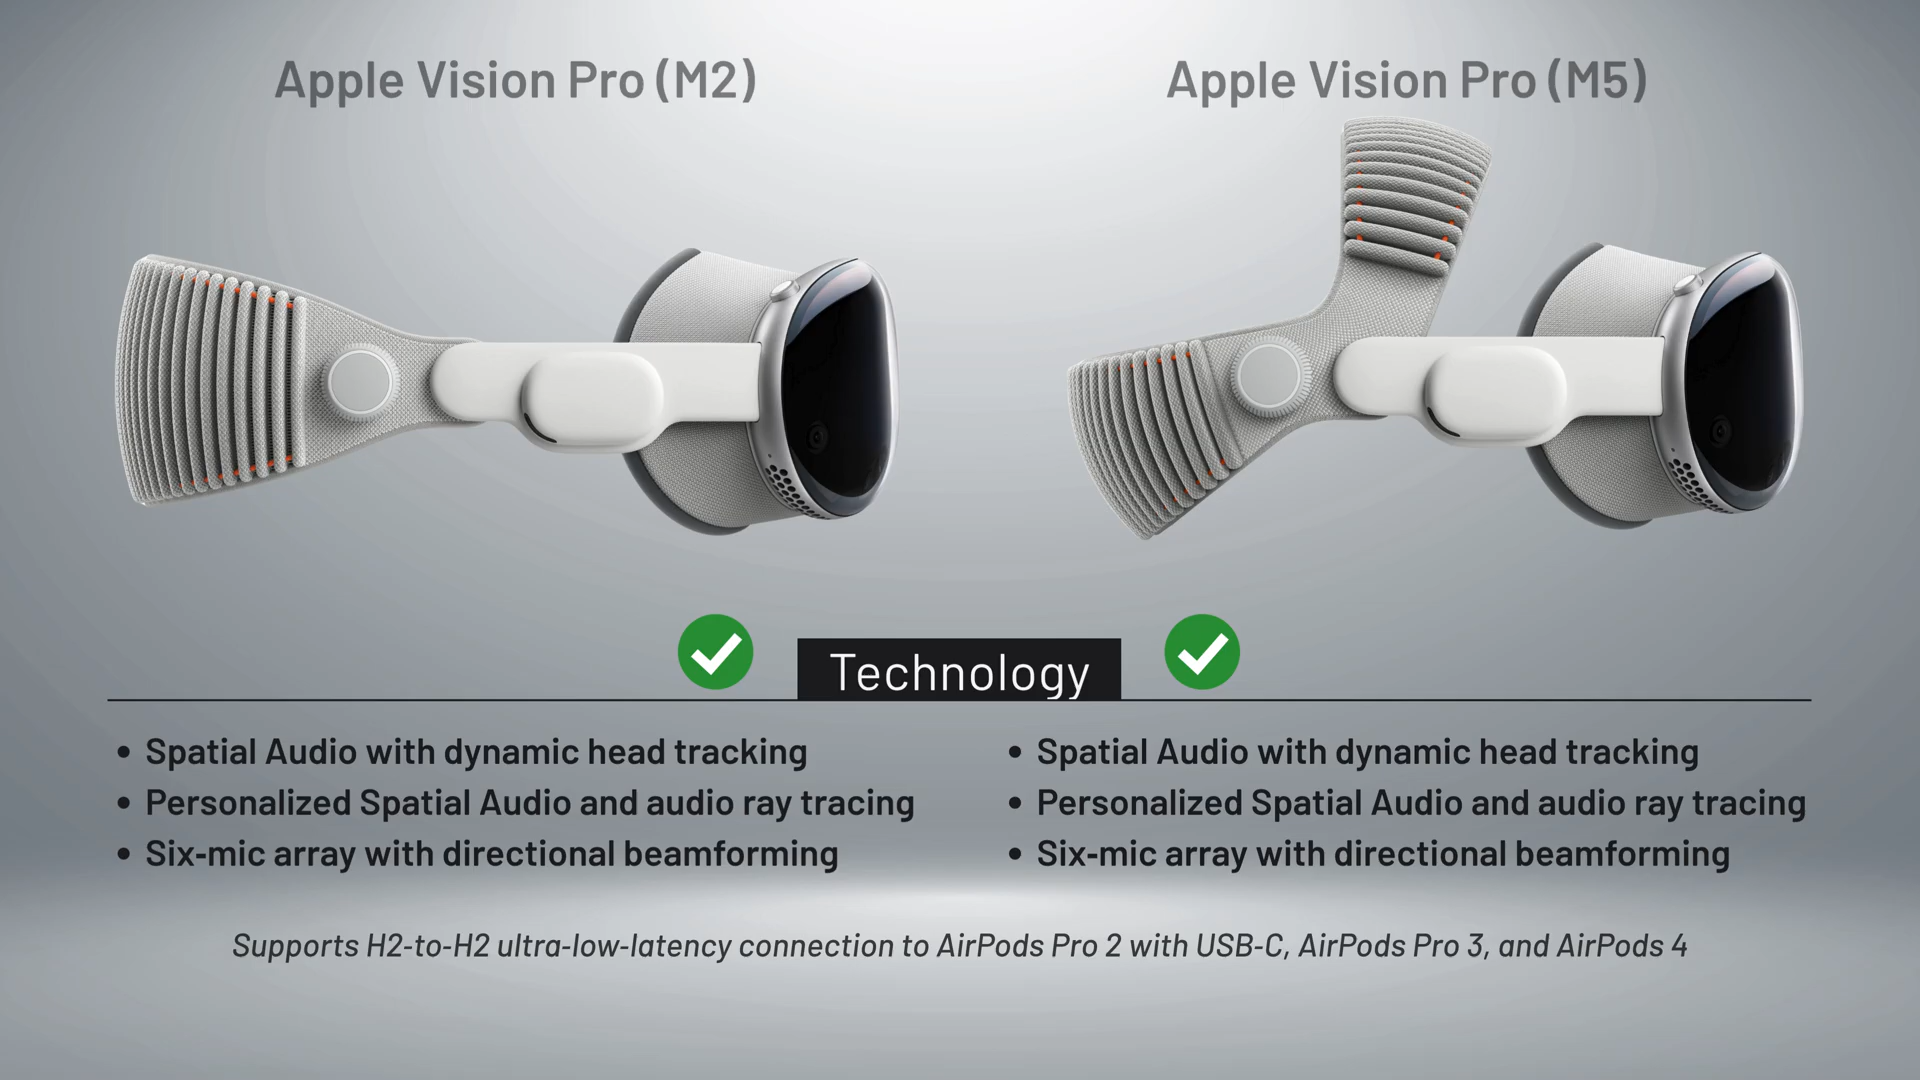 Apple Vision Pro (M2)
Apple Vision Pro (M5)
Technology
• Spatial Audio with dynamic head tracking
• Personalized Spatial Audio and audio ray tracing
• Six-mic array with directional beamforming
• Spatial Audio with dynamic head tracking
• Personalized Spatial Audio and audio ray tracing
• Six-mic array with directional beamforming
Supports H2-to-H2 ultra-low-latency connection to AirPods Pro 2 with USB-C, AirPods Pro 3, and AirPods 4